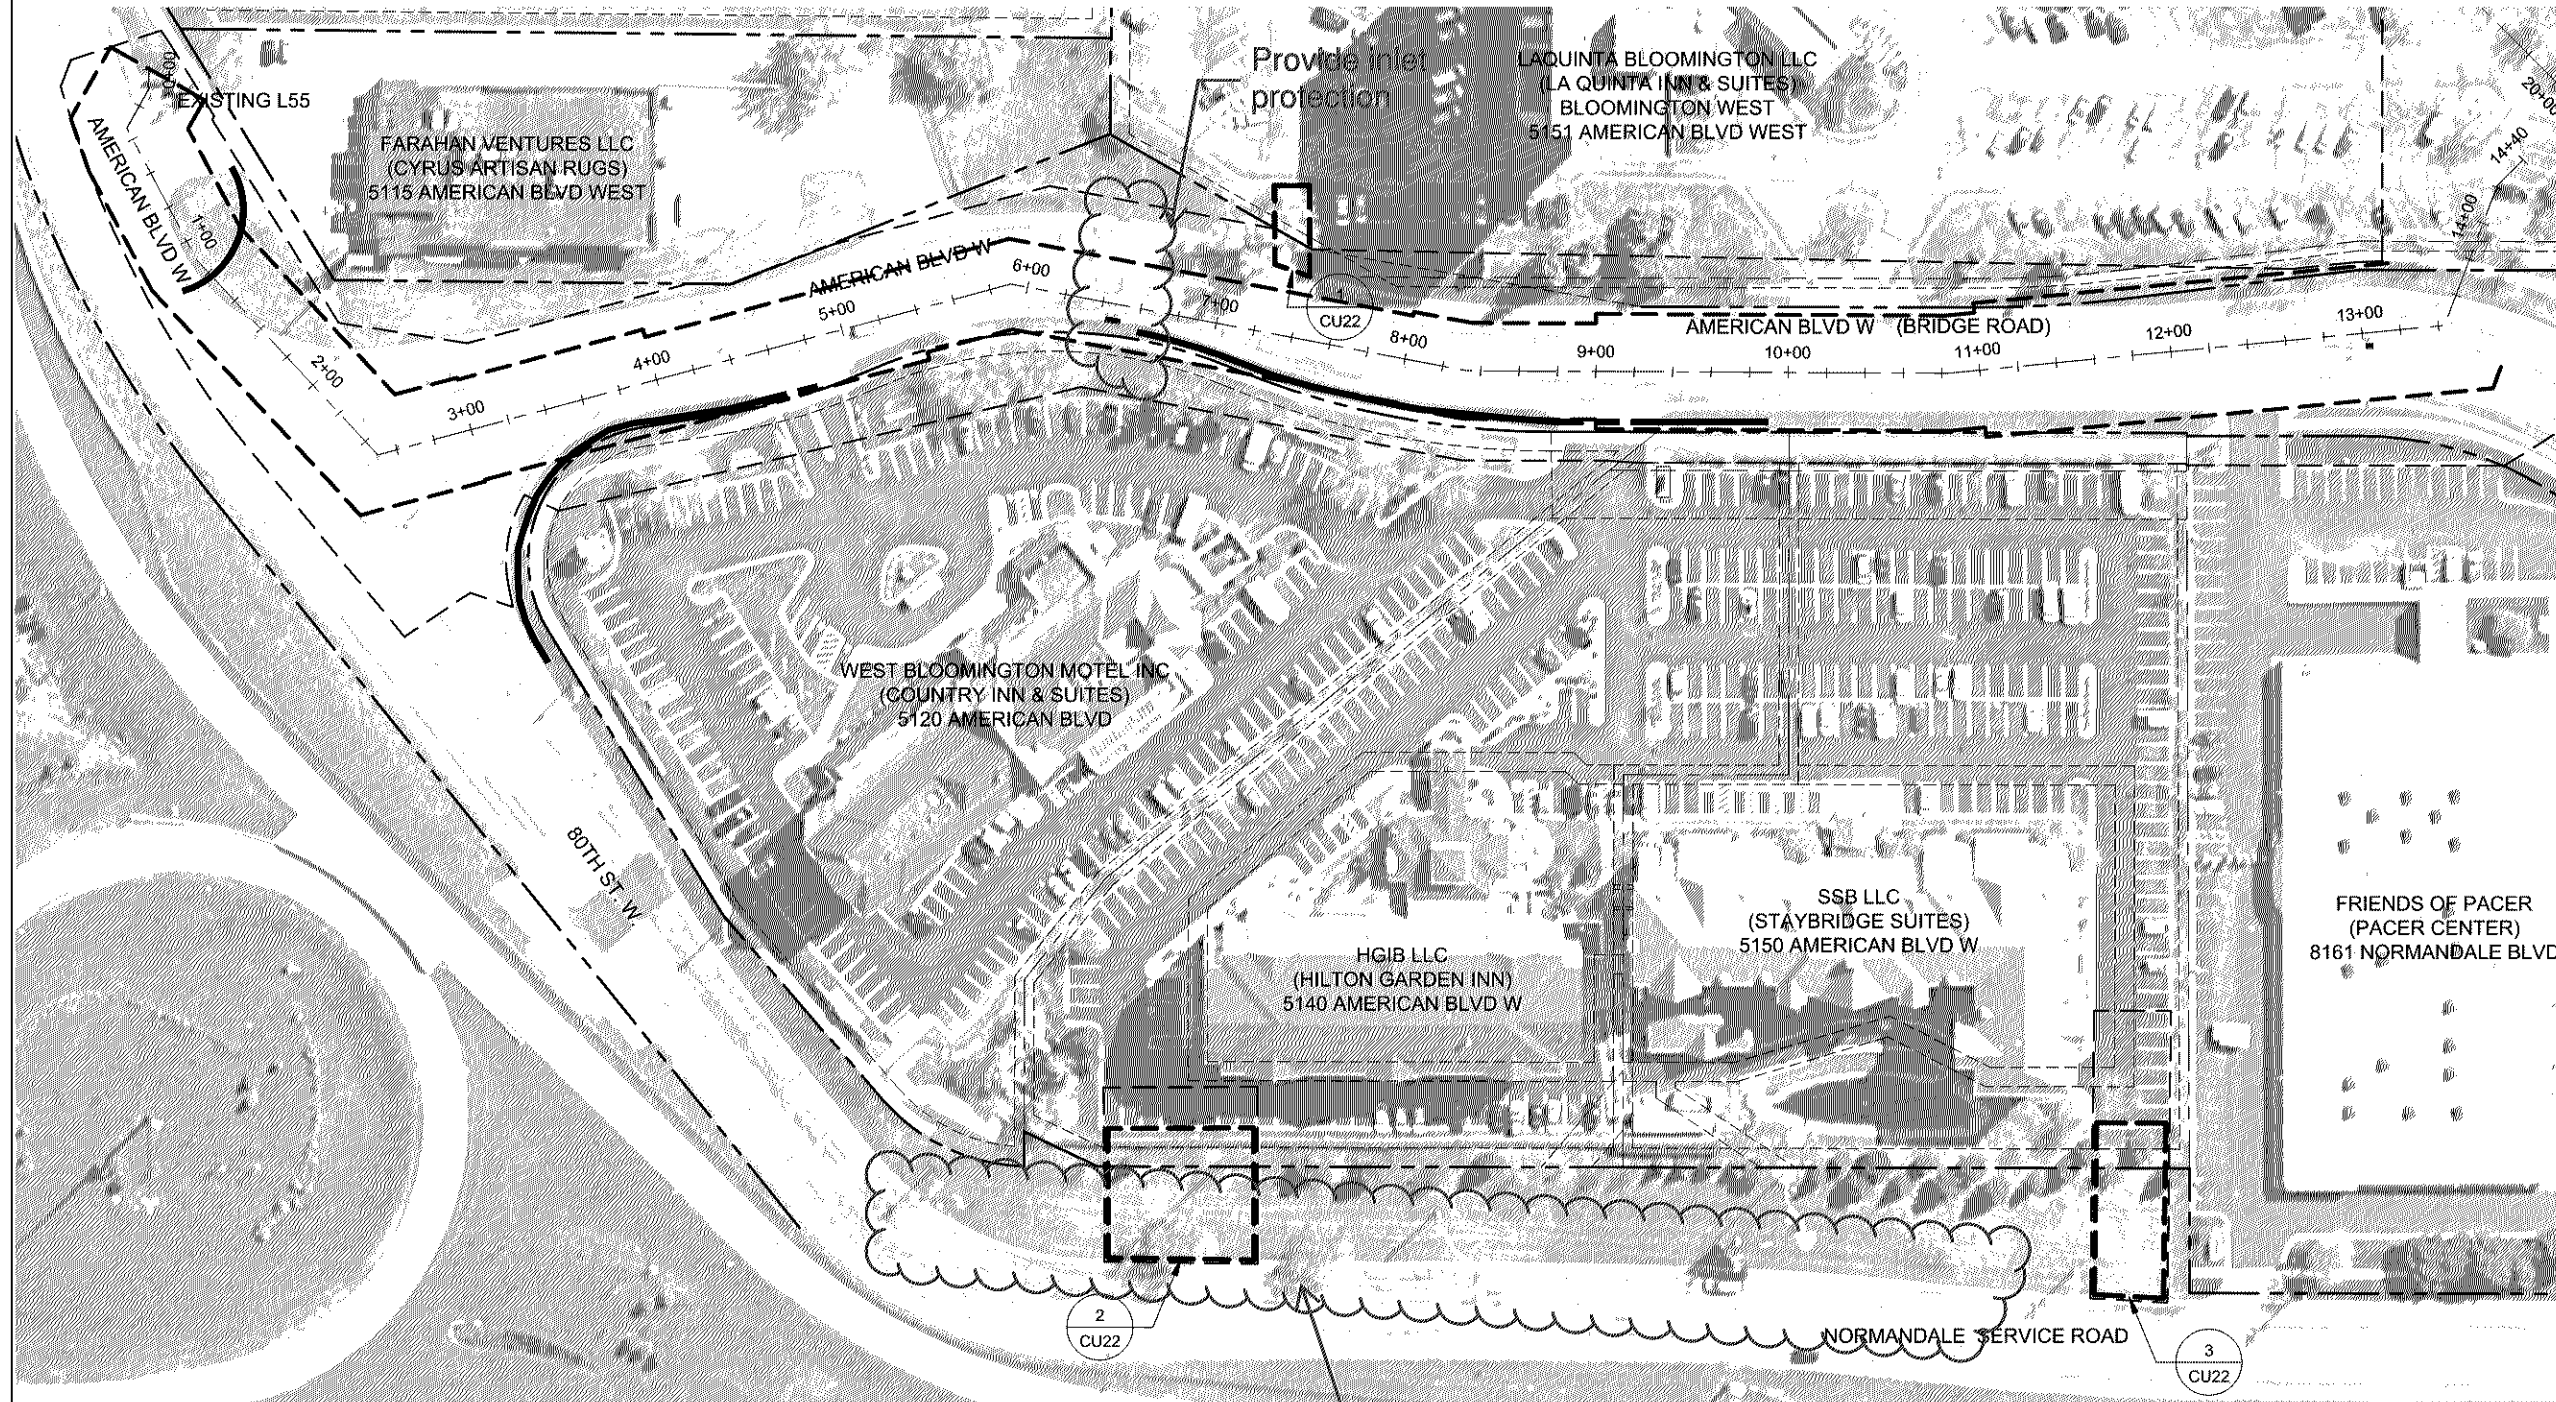 Provide inlet
protection
LAQUINTA BLOOMINGTON LLC
(LA QUINTA INN & SUITES)
BLOOMINGTON WEST
5151 AMERICAN BLVD WEST
EXISTING L55
FARAHAN VENTURES LLC
(CYRUS ARTISAN RUGS)
5115 AMERICAN BLVD WEST
AMERICAN BLVD W
1+00
2+00
3+00
4+00
5+00
6+00
7+00
8+00
9+00
10+00
11+00
12+00
13+00
14+00
14+40
20+00
AMERICAN BLVD W
AMERICAN BLVD W (BRIDGE ROAD)
1
CU22
WEST BLOOMINGTON MOTEL INC
(COUNTRY INN & SUITES)
5120 AMERICAN BLVD
80TH ST. W
HGIB LLC
(HILTON GARDEN INN)
5140 AMERICAN BLVD W
SSB LLC
(STAYBRIDGE SUITES)
5150 AMERICAN BLVD W
FRIENDS OF PACER
(PACER CENTER)
8161 NORMANDALE BLVD
2
CU22
NORMANDALE SERVICE ROAD
3
CU22